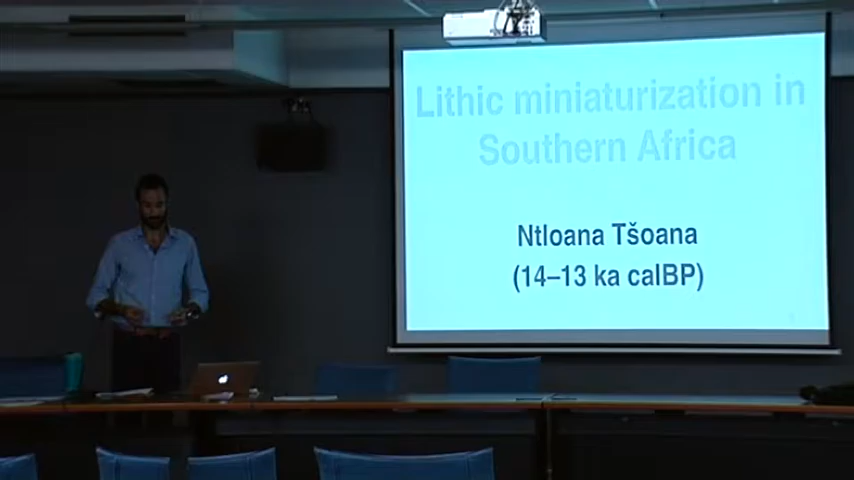 Lithic miniaturization in
Southern Africa
Ntloana Tšoana
(14–13 ka calBP)